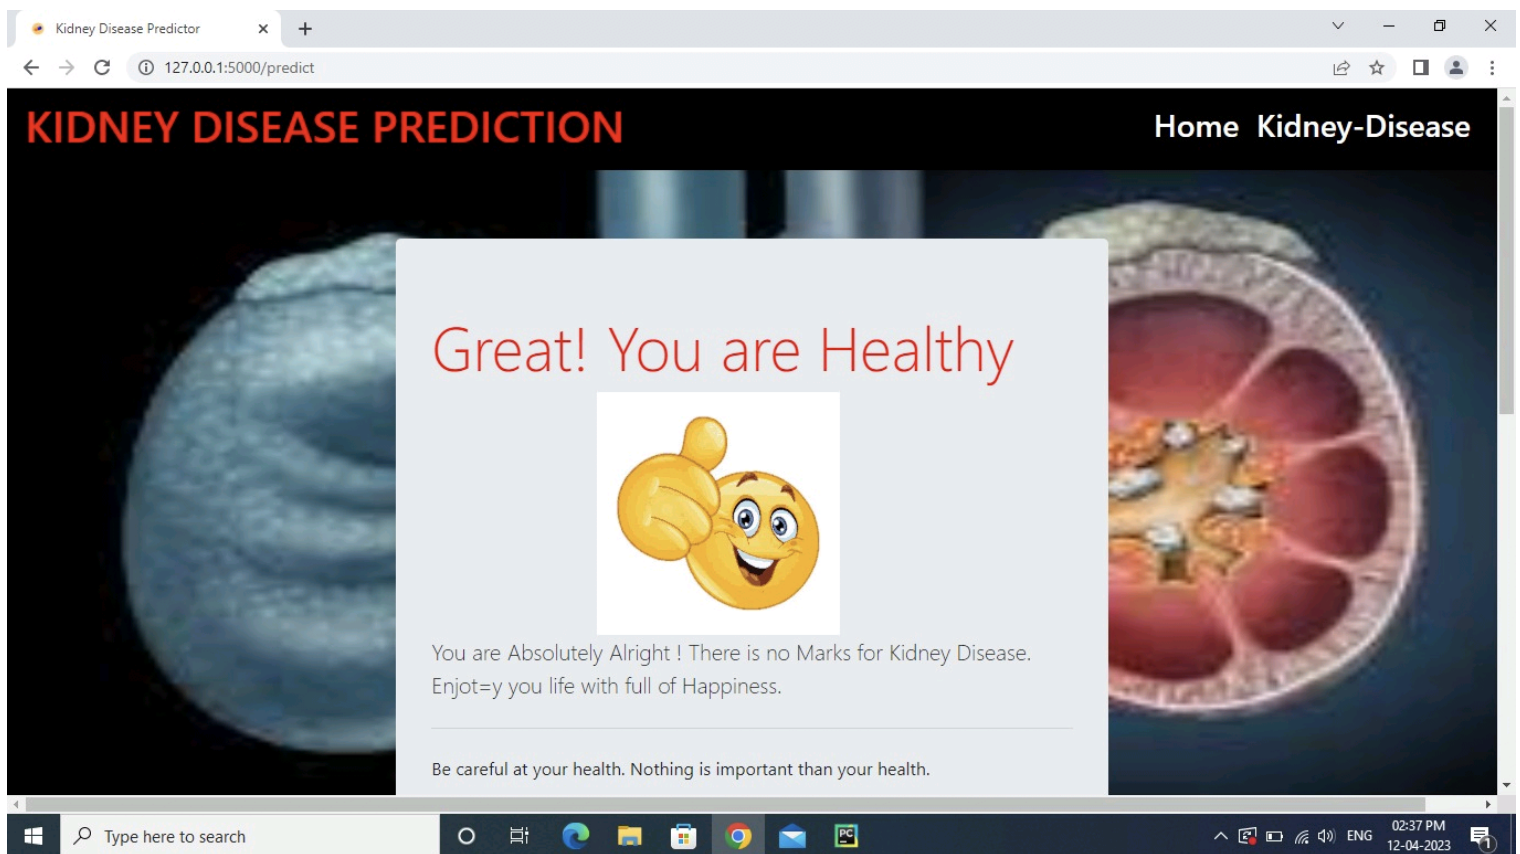 Kidney Disease Predictor
127.0.0.1:5000/predict
KIDNEY DISEASE PREDICTION
Home Kidney-Disease
Great! You are Healthy
You are Absolutely Alright ! There is no Marks for Kidney Disease.
Enjot=y you life with full of Happiness.
Be careful at your health. Nothing is important than your health.
Type here to search
PC
ENG
02:37 PM
12-04-2023
1